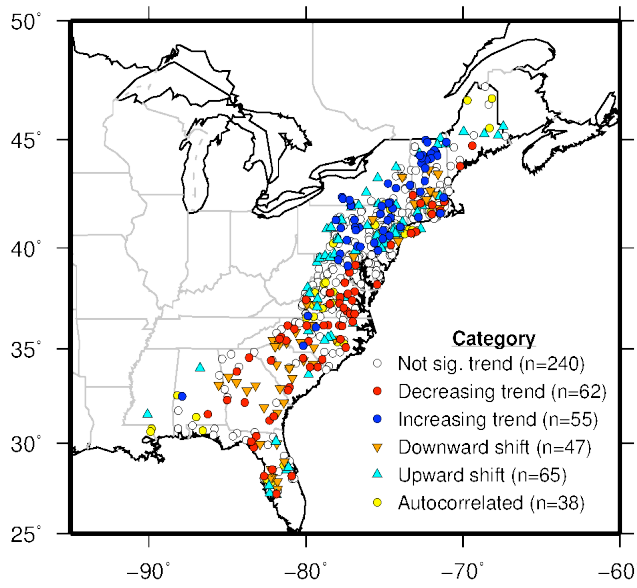 50°
45°
40°
35°
30°
25°
Category
Not sig. trend (n=240)
Decreasing trend (n=62)
Increasing trend (n=55)
Downward shift (n=47)
Upward shift (n=65)
Autocorrelated (n=38)
−90° −80° −70° −60